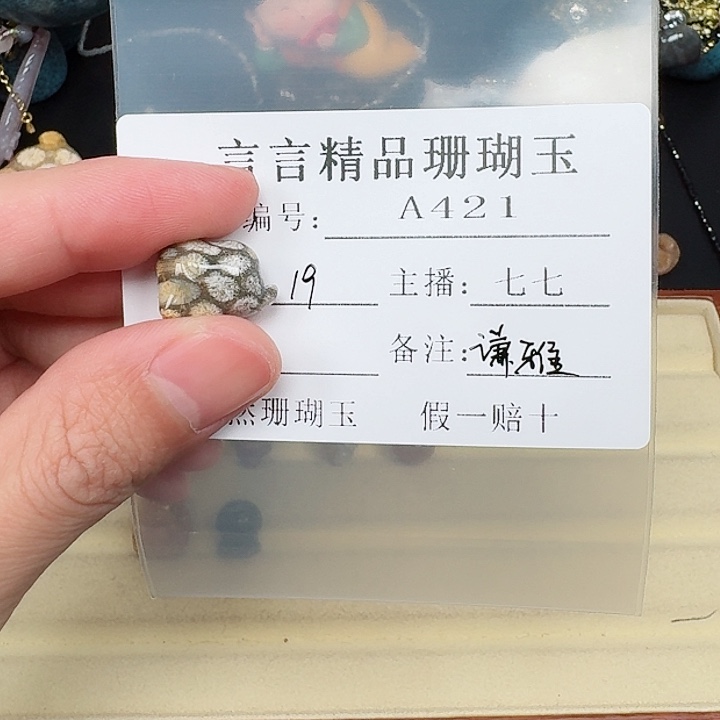 言言精品珊瑚玉
编号: A421
19 主播: 七七
备注: 谦雅
然珊瑚玉 假一赔十